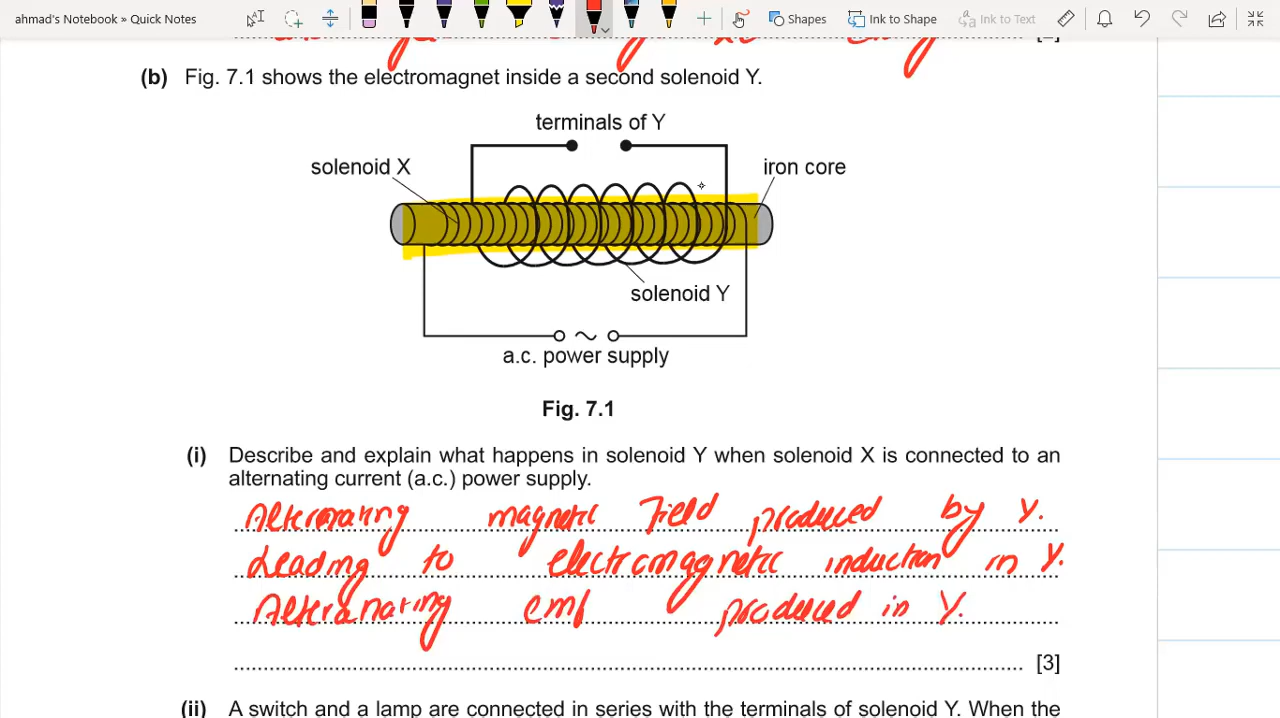 ahmad's Notebook » Quick Notes
Shapes
Ink to Shape
Ink to Text
(b) Fig. 7.1 shows the electromagnet inside a second solenoid Y.
terminals of Y
solenoid X
iron core
solenoid Y
a.c. power supply
Fig. 7.1
(i) Describe and explain what happens in solenoid Y when solenoid X is connected to an
alternating current (a.c.) power supply.
magnetic Field produced by Y.
Leading to electromagnetic induction in Y.
emf produced in Y.
[3]
(ii) A switch and a lamp are connected in series with the terminals of solenoid Y. When the